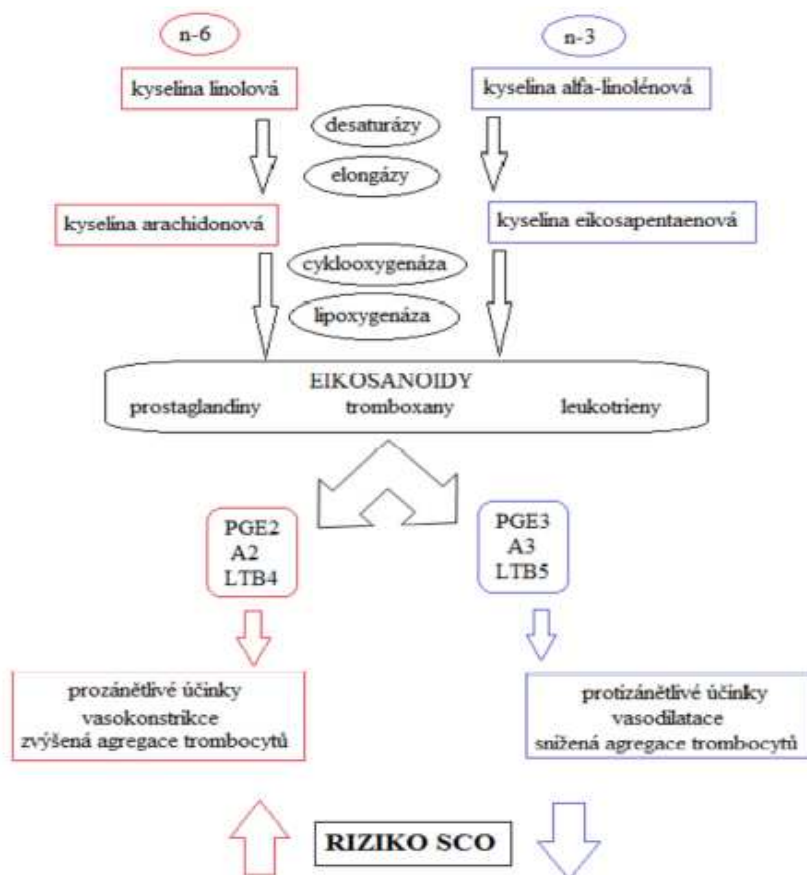 n-6
n-3
kyselina linolová
kyselina alfa-linolénová
desaturázy
elongázy
kyselina arachidonová
kyselina eikosapentaenová
cyklooxygenáza
lipoxygenáza
EIKOSANOIDY
prostaglandiny tromboxany leukotrieny
PGE2
A2
LTB4
PGE3
A3
LTB5
prozánětlivé účinky
vasokonstrikce
zvýšená agregace trombocytů
protizánětlivé účinky
vasodilatace
snížená agregace trombocytů
RIZIKO SCO